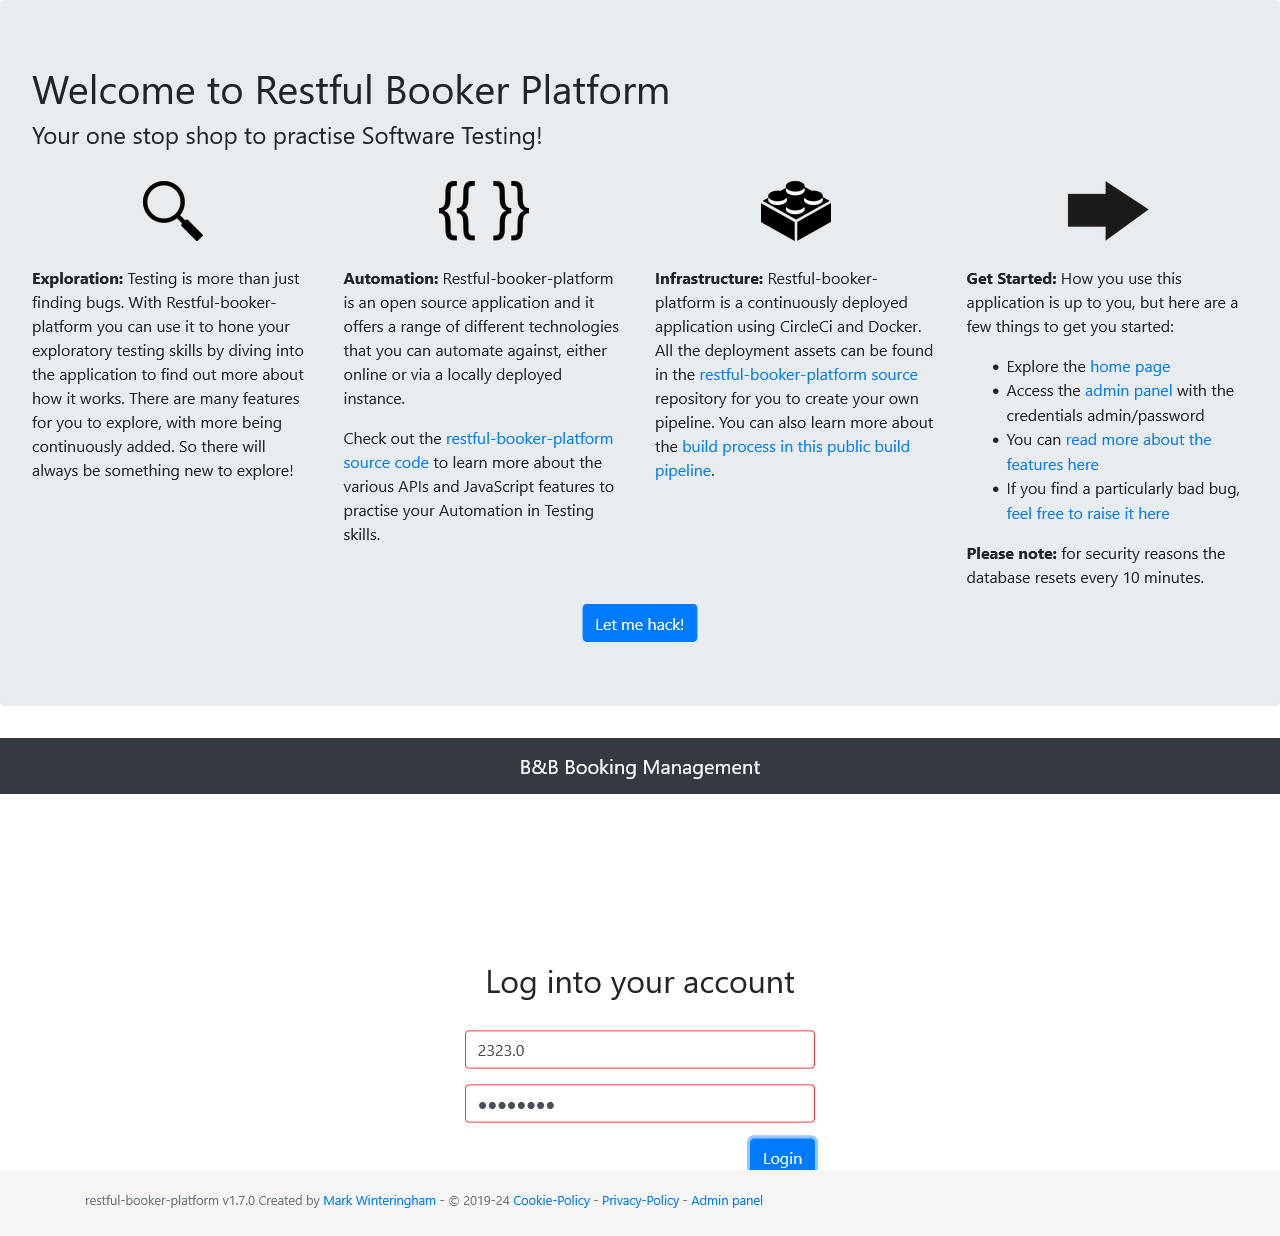 Welcome to Restful Booker Platform
Your one stop shop to practise Software Testing!
{{ }}
Exploration: Testing is more than just
finding bugs. With Restful-booker-
platform you can use it to hone your
exploratory testing skills by diving into
the application to find out more about
how it works. There are many features
for you to explore, with more being
continuously added. So there will
always be something new to explore!
Automation: Restful-booker-platform
is an open source application and it
offers a range of different technologies
that you can automate against, either
online or via a locally deployed
instance.
Check out the restful-booker-platform
source code to learn more about the
various APIs and JavaScript features to
practise your Automation in Testing
skills.
Infrastructure: Restful-booker-
platform is a continuously deployed
application using CircleCi and Docker.
All the deployment assets can be found
in the restful-booker-platform source
repository for you to create your own
pipeline. You can also learn more about
the build process in this public build
pipeline.
Get Started: How you use this
application is up to you, but here are a
few things to get you started:
• Explore the home page
• Access the admin panel with the
credentials admin/password
• You can read more about the
features here
• If you find a particularly bad bug,
feel free to raise it here
Please note: for security reasons the
database resets every 10 minutes.
Let me hack!
B&B Booking Management
Log into your account
2323.0
●●●●●●●●
Login
restful-booker-platform v1.7.0 Created by Mark Winteringham - © 2019-24 Cookie-Policy - Privacy-Policy - Admin panel